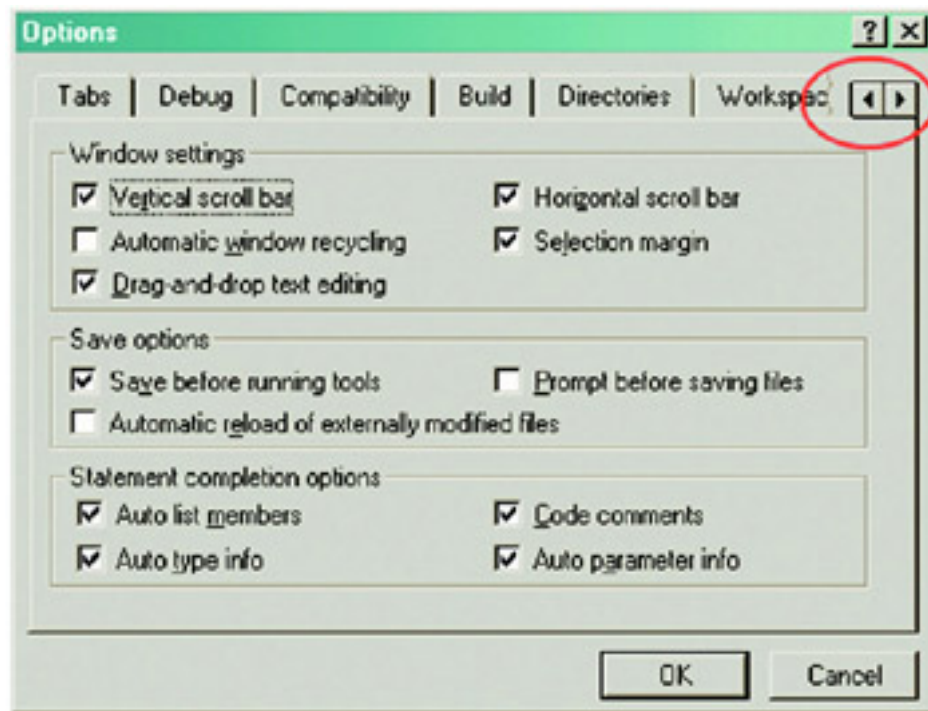 Options
Tabs Debug Compatibility Build Directories Workspac
Window settings
Vertical scroll bar Horizontal scroll bar
Automatic window recycling Selection margin
Drag-and-drop text editing
Save options
Save before running tools Prompt before saving files
Automatic reload of externally modified files
Statement completion options
Auto list members Code comments
Auto type info Auto parameter info
OK Cancel